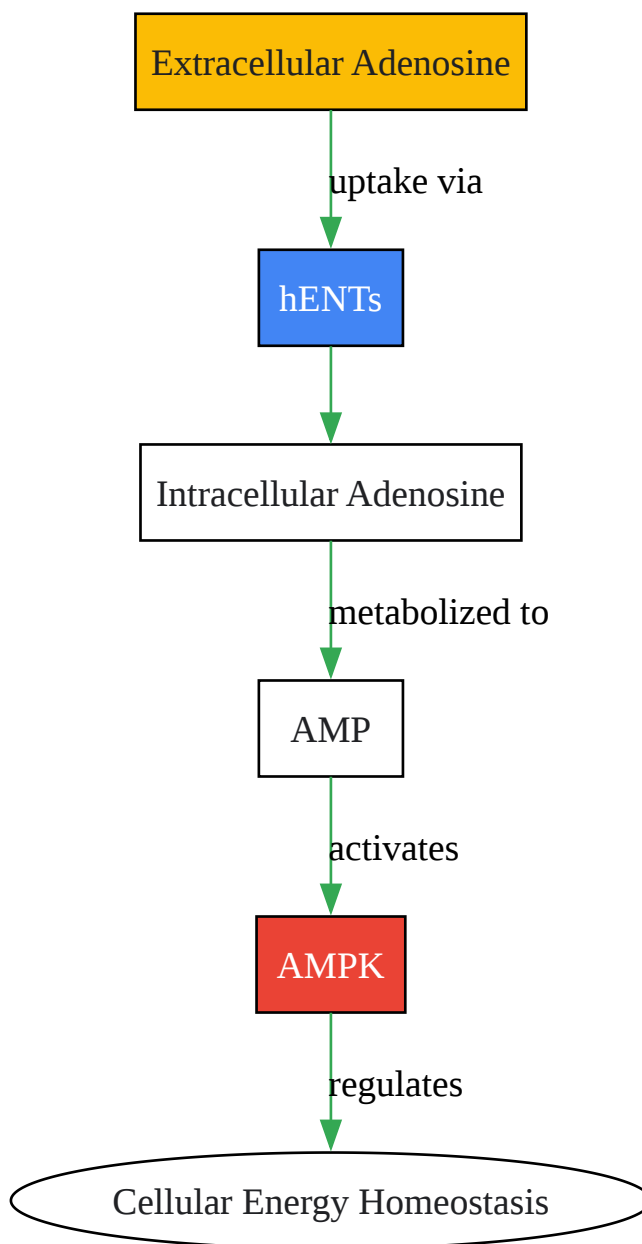 Extracellular Adenosine
uptake via
hENTs
Intracellular Adenosine
metabolized to
AMP
activates
AMPK
regulates
Cellular Energy Homeostasis